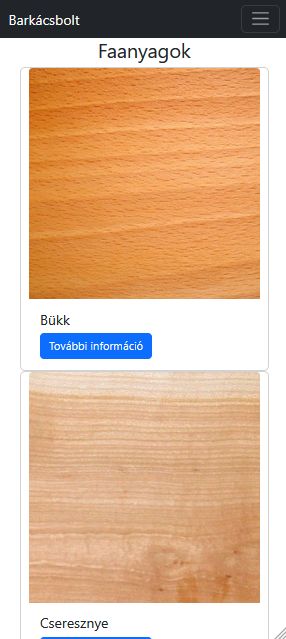 Barkácsbolt
Faanyagok
Bükk
További információ
Cseresznye